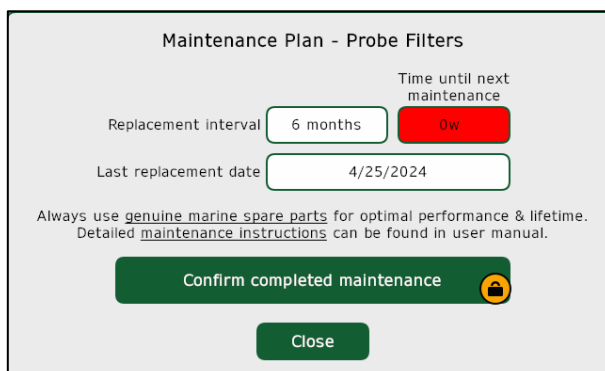 Maintenance Plan - Probe Filters
Time until next
maintenance
Replacement interval 6 months 0w
Last replacement date 4/25/2024
Always use genuine marine spare parts for optimal performance & lifetime.
Detailed maintenance instructions can be found in user manual.
Confirm completed maintenance
Close